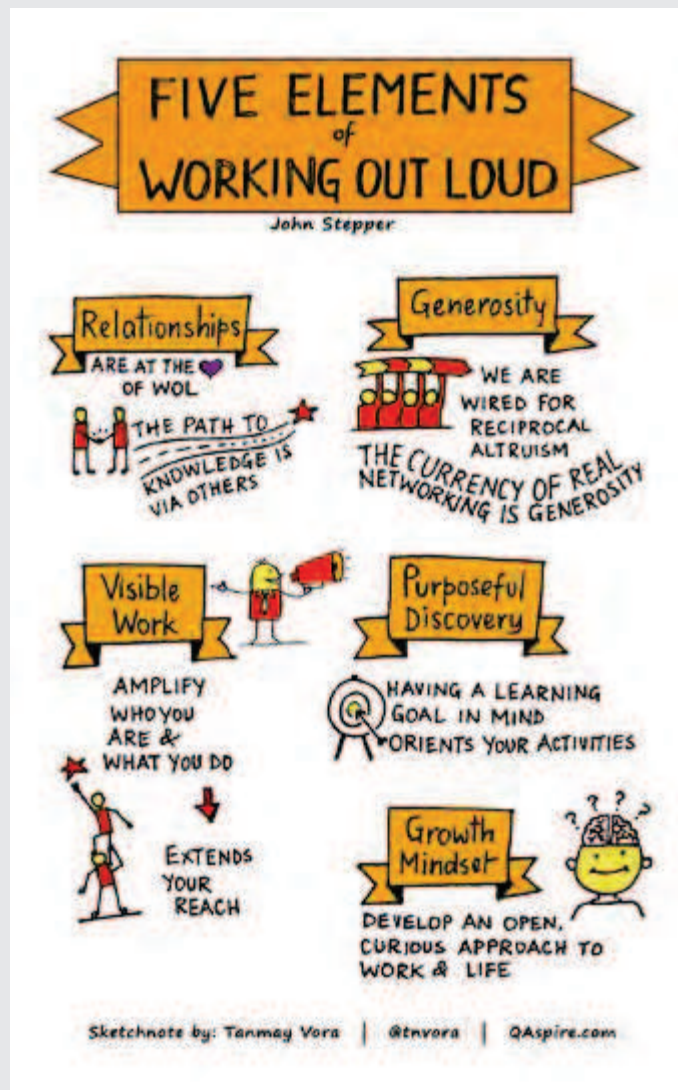 FIVE ELEMENTS
of
WORKING OUT LOUD
John Stepper
Relationships
ARE AT THE
OF WOL
THE PATH TO
KNOWLEDGE IS
VIA OTHERS
Generosity
WE ARE
WIRED FOR
RECIPROCAL
ALTRUISM
THE CURRENCY OF REAL
NETWORKING IS GENEROSITY
Visible
Work
AMPLIFY
WHO YOU
ARE &
WHAT YOU DO
EXTENDS
YOUR
REACH
Purposeful
Discovery
HAVING A LEARNING
GOAL IN MIND
ORIENTS YOUR ACTIVITIES
Growth
Mindset
? ? ? ?
DEVELOP AN OPEN,
CURIOUS APPROACH TO
WORK & LIFE
Sketchnote by: Tanmay Vora | @tnvora | QAspire.com